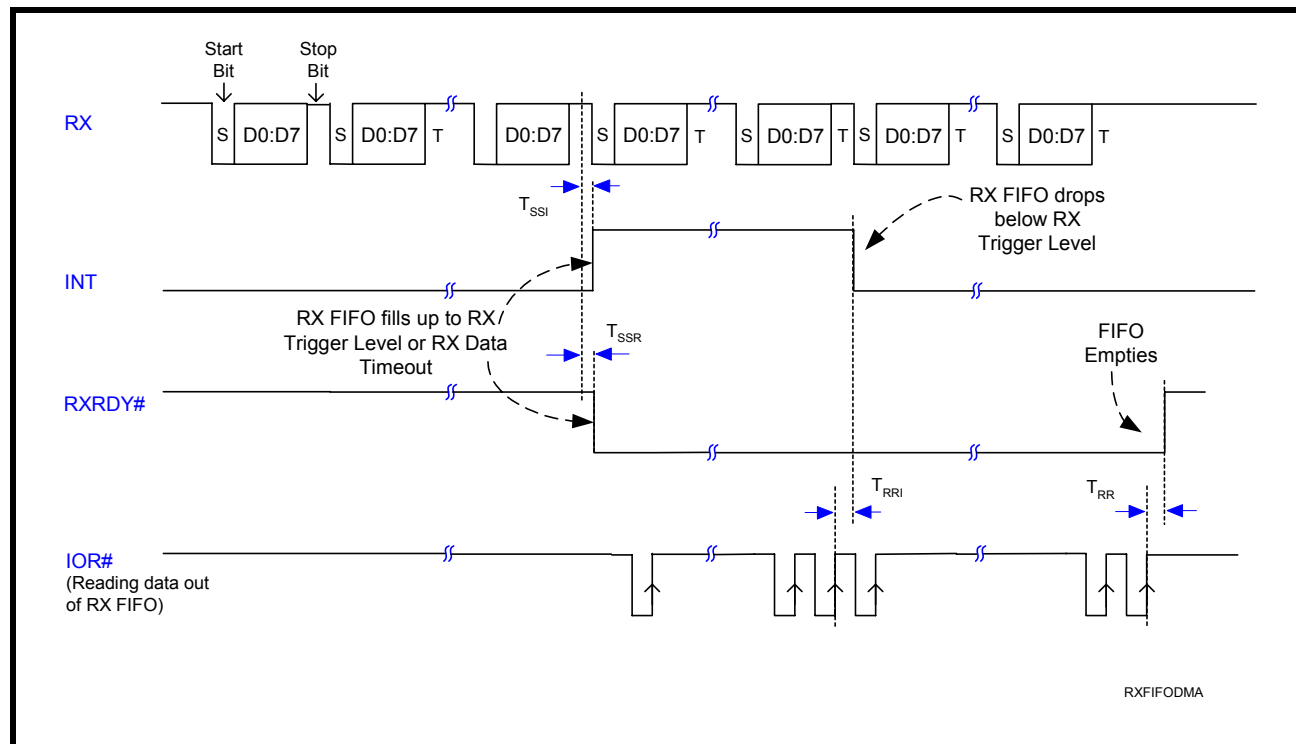 Start
Bit
Stop
Bit
RX
S D0:D7 S D0:D7 T D0:D7 S D0:D7 T S D0:D7 T S D0:D7 T S D0:D7 T
TSSI
RX FIFO drops
below RX
Trigger Level
INT
RX FIFO fills up to RX
Trigger Level or RX Data
Timeout
TSSR
FIFO
Empties
RXRDY#
TRRI
TRR
IOR#
(Reading data out
of RX FIFO)
RXFIFODMA